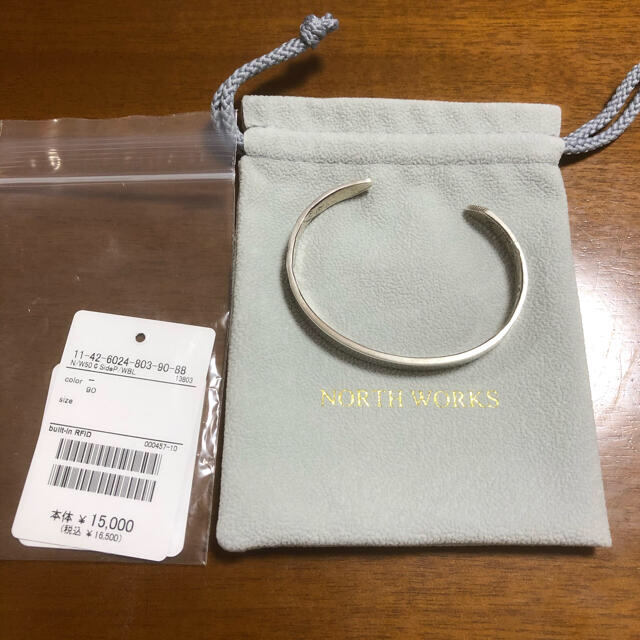 11-42-6024-803-90-88
N/W50￠SideP/WBL
13803
color －
90
size
built-in RFID
000457-10
本体 ¥ 15,000
(税込 ¥ 16,500)
NORTH WORKS